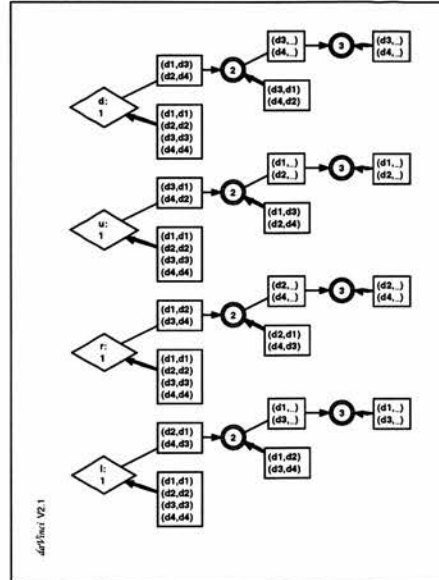 (d3,_)
(d4,_)
(d3,_)
(d4,_)
(d1,d3)
(d2,d4)
2
3
d:
1
(d3,d1)
(d4,d2)
(d1,d1)
(d2,d2)
(d3,d3)
(d4,d4)
(d1,_)
(d2,_)
(d1,_)
(d2,_)
(d3,d1)
(d4,d2)
2
3
u:
1
(d1,d3)
(d2,d4)
(d1,d1)
(d2,d2)
(d3,d3)
(d4,d4)
(d2,_)
(d4,_)
(d2,_)
(d4,_)
(d1,d2)
(d3,d4)
2
3
r:
1
(d2,d1)
(d4,d3)
(d1,d1)
(d2,d2)
(d3,d3)
(d4,d4)
(d1,_)
(d3,_)
(d1,_)
(d3,_)
(d2,d1)
(d4,d3)
2
3
l:
1
(d1,d2)
(d3,d4)
(d1,d1)
(d2,d2)
(d3,d3)
(d4,d4)
daVinci V2.1